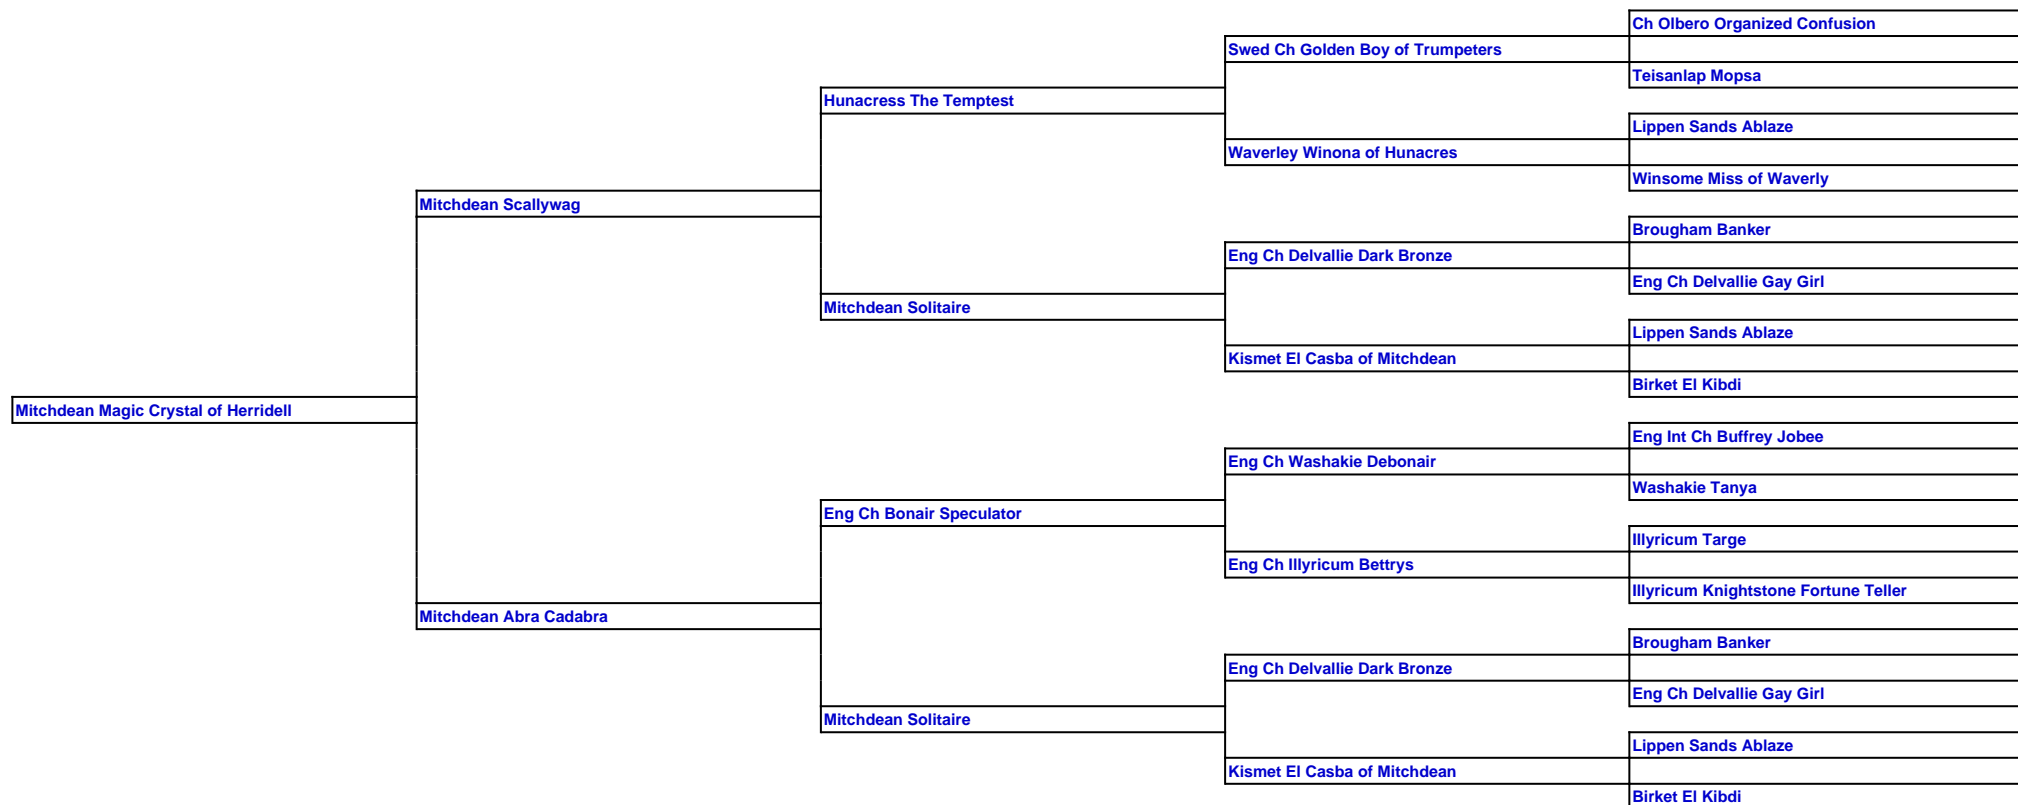 Ch Olbero Organized Confusion
Swed Ch Golden Boy of Trumpeters
Teisanlap Mopsa
Hunacress The Temptest
Lippen Sands Ablaze
Waverley Winona of Hunacres
Winsome Miss of Waverly
Mitchdean Scallywag
Brougham Banker
Eng Ch Delvallie Dark Bronze
Eng Ch Delvallie Gay Girl
Mitchdean Solitaire
Lippen Sands Ablaze
Kismet El Casba of Mitchdean
Birket El Kibdi
Mitchdean Magic Crystal of Herridell
Eng Int Ch Buffrey Jobee
Eng Ch Washakie Debonair
Washakie Tanya
Eng Ch Bonair Speculator
Illyricum Targe
Eng Ch Illyricum Bettrys
Illyricum Knightstone Fortune Teller
Mitchdean Abra Cadabra
Brougham Banker
Eng Ch Delvallie Dark Bronze
Eng Ch Delvallie Gay Girl
Mitchdean Solitaire
Lippen Sands Ablaze
Kismet El Casba of Mitchdean
Birket El Kibdi